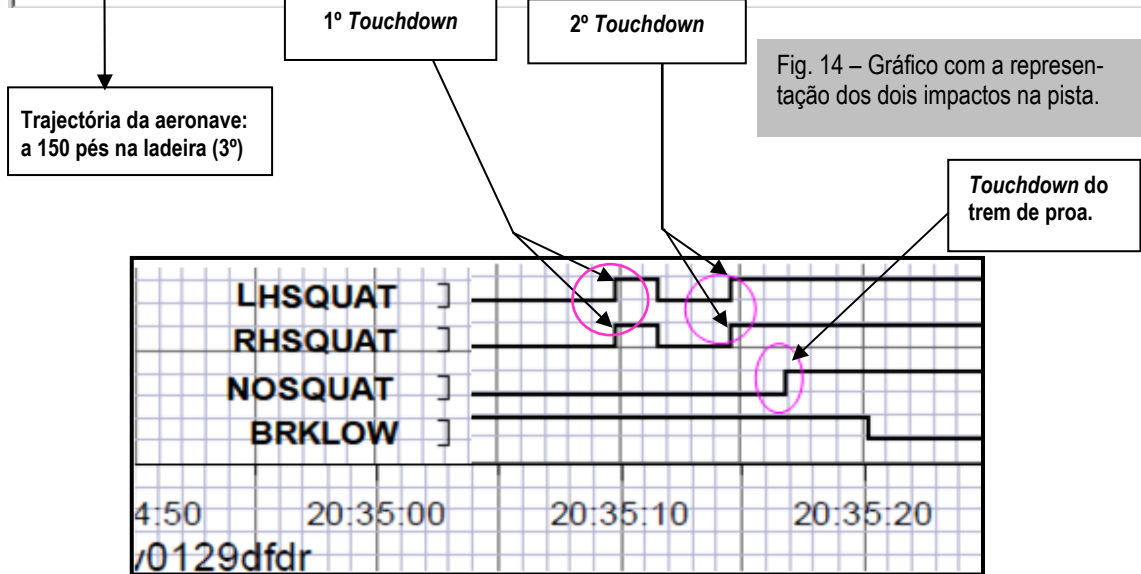 1º Touchdown
2º Touchdown
Fig. 14 – Gráfico com a represen-
tação dos dois impactos na pista.
Trajectória da aeronave:
a 150 pés na ladeira (3º)
Touchdown do
trem de proa.
LHSQUAT
RHSQUAT
NOSQUAT
BRKLOW
4:50 20:35:00 20:35:10 20:35:20
v0129dfdr